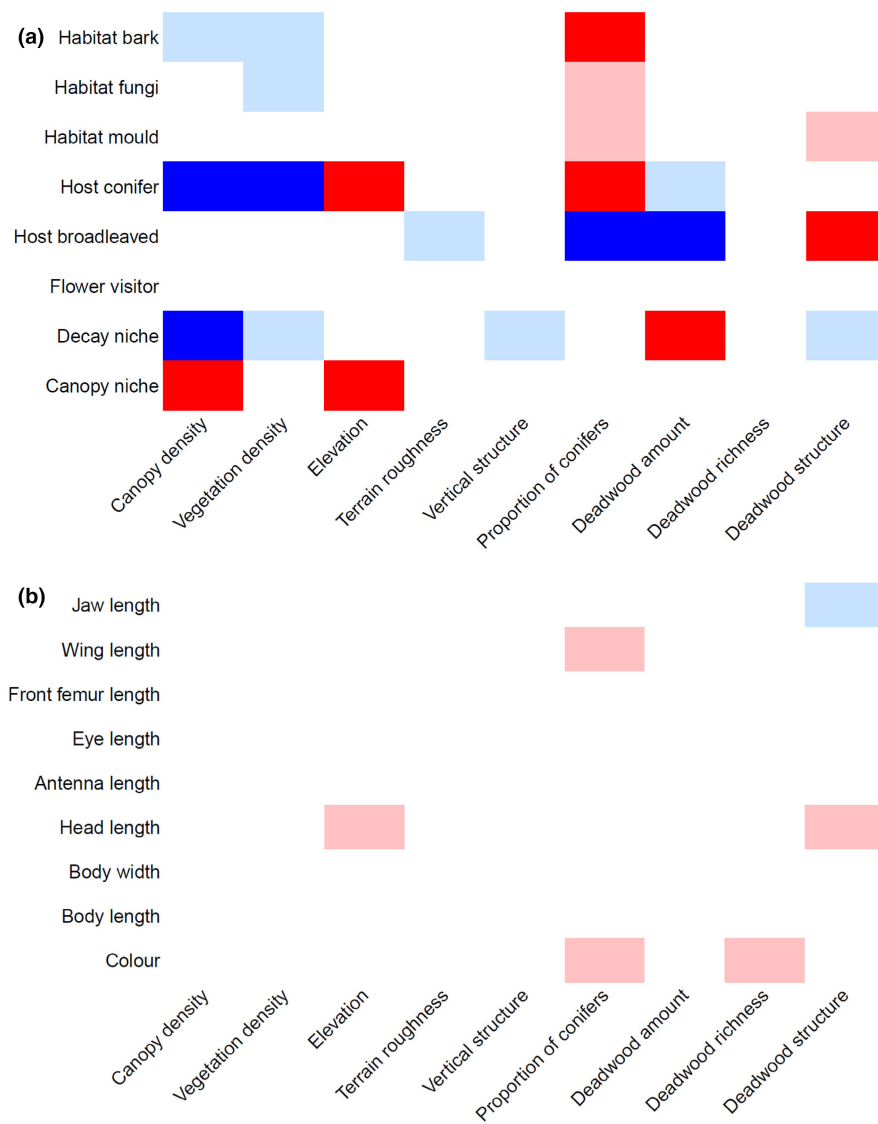 (a)
Habitat bark
Habitat fungi
Habitat mould
Host conifer
Host broadleaved
Flower visitor
Decay niche
Canopy niche
Canopy density
Vegetation density
Elevation
Terrain roughness
Vertical structure
Proportion of conifers
Deadwood amount
Deadwood richness
Deadwood structure
(b)
Jaw length
Wing length
Front femur length
Eye length
Antenna length
Head length
Body width
Body length
Colour
Canopy density
Vegetation density
Elevation
Terrain roughness
Vertical structure
Proportion of conifers
Deadwood amount
Deadwood richness
Deadwood structure